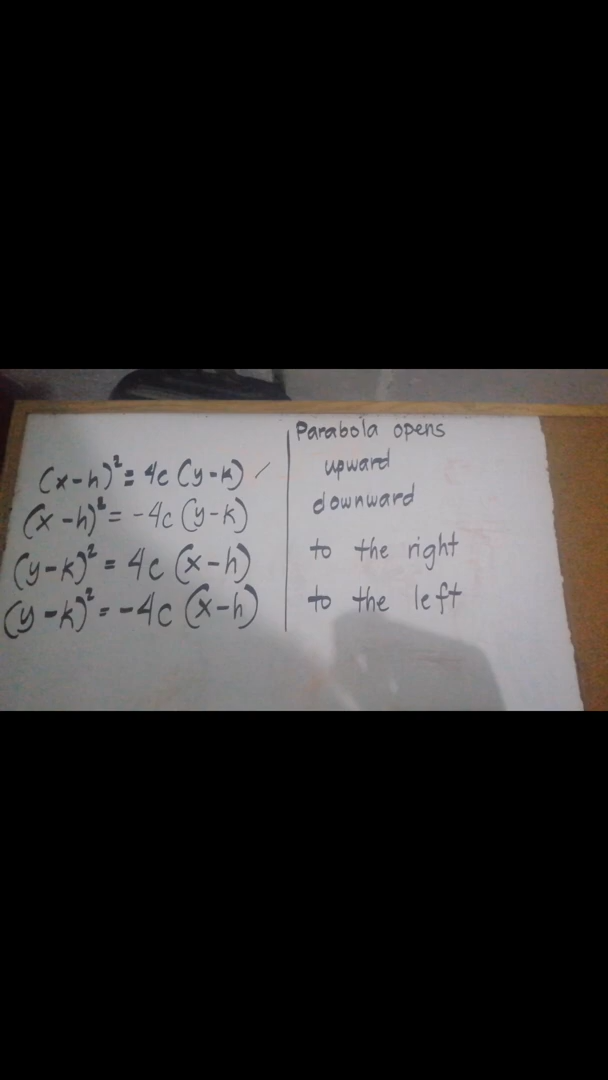 Parabola opens
(x-h)² = 4c (y-k) upward
(x-h)² = -4c (y-k) downward
(y-k)² = 4c (x-h) to the right
(y-k)² = -4c (x-h) to the left